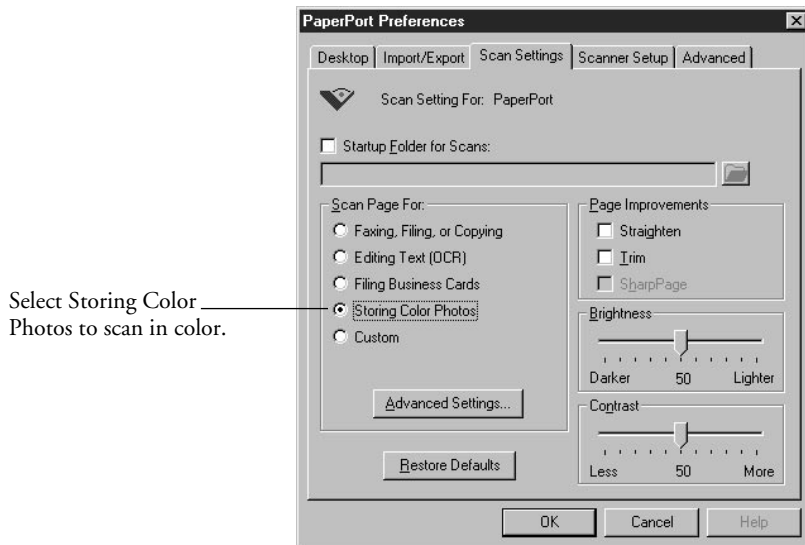 PaperPort Preferences
Desktop Import/Export Scan Settings Scanner Setup Advanced
Scan Setting For: PaperPort
Startup Folder for Scans:
Scan Page For:
Faxing, Filing, or Copying
Editing Text (OCR)
Filing Business Cards
Storing Color Photos
Custom
Advanced Settings...
Restore Defaults
Page Improvements
Straighten
Trim
SharpPage
Brightness
Darker 50 Lighter
Contrast
Less 50 More
OK Cancel Help
Select Storing Color
Photos to scan in color.